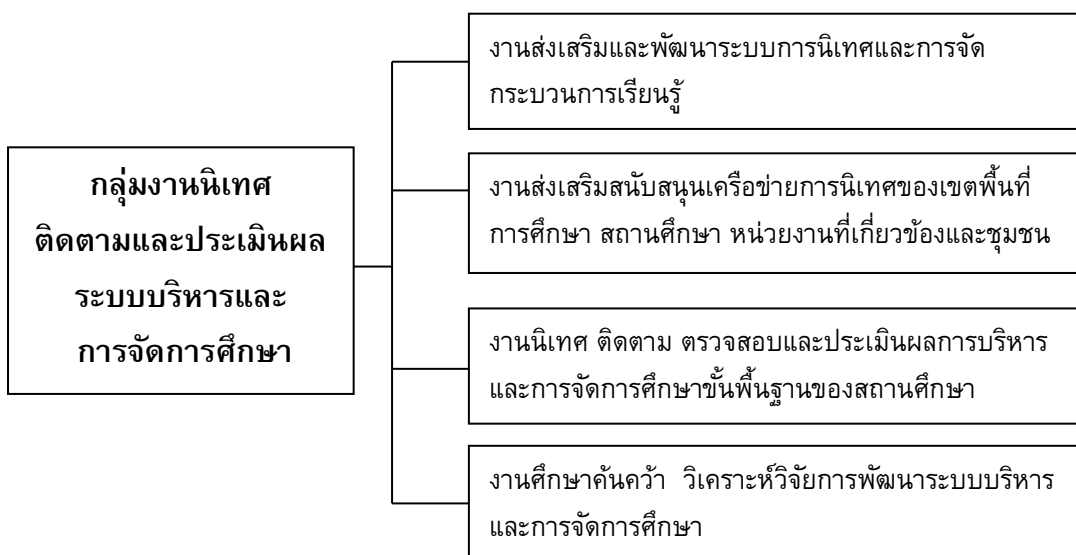 กลุ่มงานนิเทศ
ติดตามและประเมินผล
ระบบบริหารและ
การจัดการศึกษา
งานส่งเสริมและพัฒนาระบบการนิเทศและการจัด
กระบวนการเรียนรู้
งานส่งเสริมสนับสนุนเครือข่ายการนิเทศของเขตพื้นที่
การศึกษา สถานศึกษา หน่วยงานที่เกี่ยวข้องและชุมชน
งานนิเทศ ติดตาม ตรวจสอบและประเมินผลการบริหาร
และการจัดการศึกษาขั้นพื้นฐานของสถานศึกษา
งานศึกษาค้นคว้า วิเคราะห์วิจัยการพัฒนาระบบบริหาร
และการจัดการศึกษา